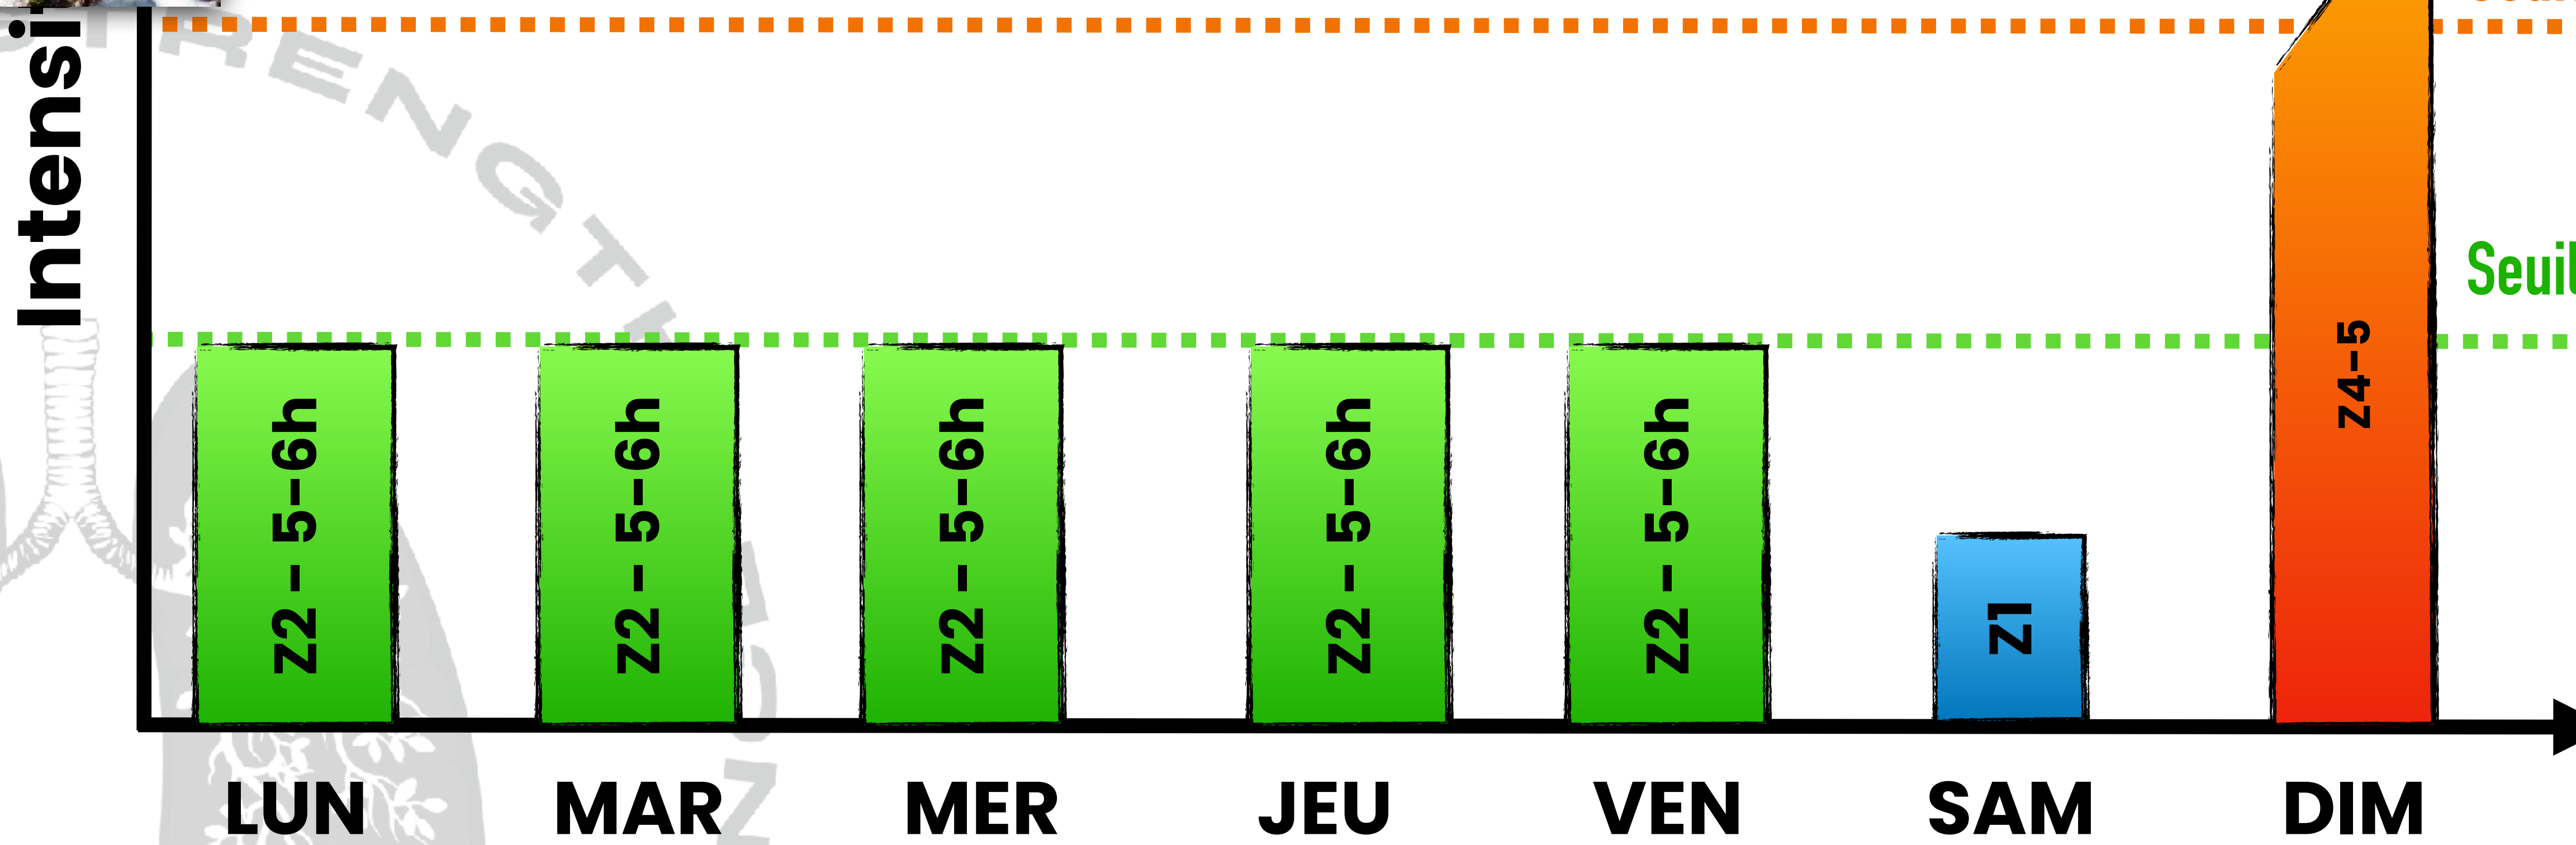 Intensi
STRENGTH
Seuil
Z2 - 5-6h
Z2 - 5-6h
Z2 - 5-6h
Z2 - 5-6h
Z2 - 5-6h
Z1
Z4-5
LUN
MAR
MER
JEU
VEN
SAM
DIM